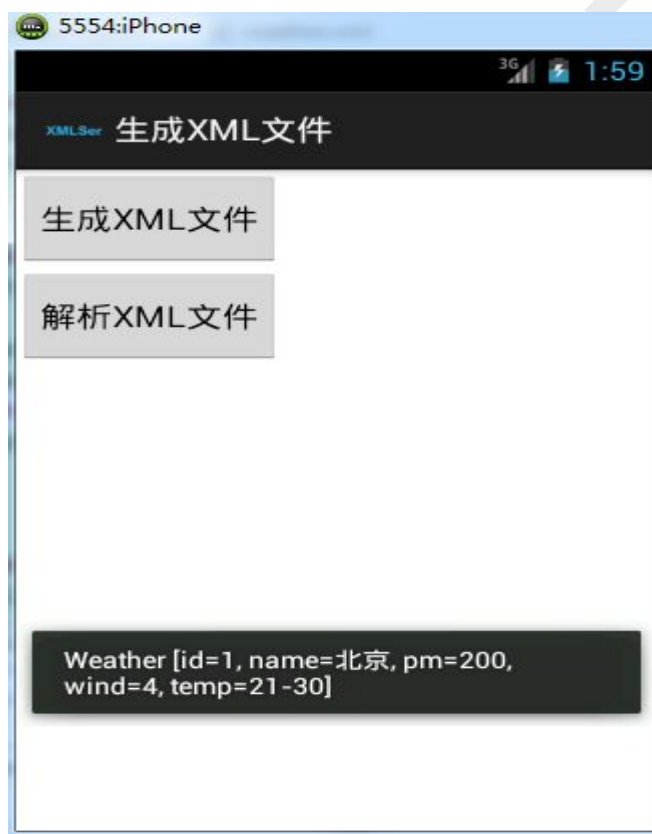 5554:iPhone
3G 1:59
XMLSer 生成XML文件
生成XML文件
解析XML文件
Weather [id=1, name=北京, pm=200,
wind=4, temp=21-30]